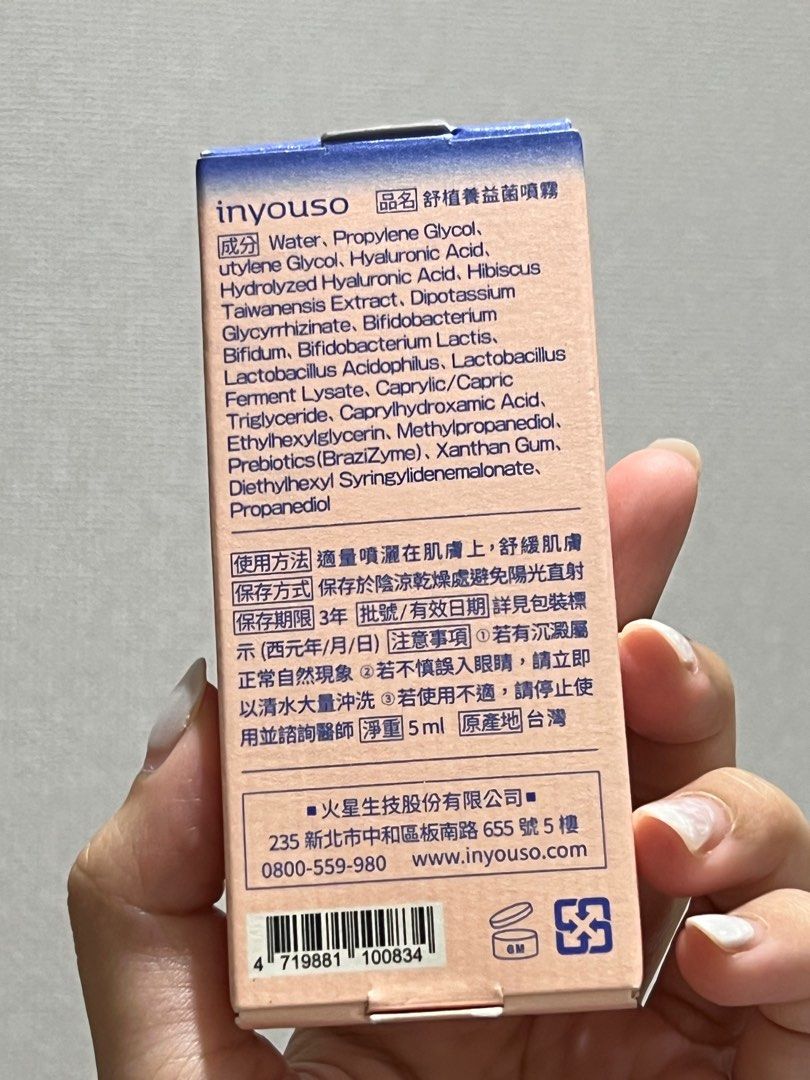 inyouso 品名 舒植養益菌噴霧
成分 Water、Propylene Glycol、
utylene Glycol、Hyaluronic Acid、
Hydrolyzed Hyaluronic Acid、Hibiscus
Taiwanensis Extract、Dipotassium
Glycyrrhizinate、Bifidobacterium
Bifidum、Bifidobacterium Lactis、
Lactobacillus Acidophilus、Lactobacillus
Ferment Lysate、Caprylic/Capric
Triglyceride、Caprylhydroxamic Acid、
Ethylhexylglycerin、Methylpropanediol、
Prebiotics(BraziZyme)、Xanthan Gum、
Diethylhexyl Syringylidenemalonate、
Propanediol
使用方法 適量噴灑在肌膚上,舒緩肌膚
保存方式 保存於陰涼乾燥處避免陽光直射
保存期限 3年 批號/有效日期 詳見包裝標
示 (西元年/月/日) 注意事項 ①若有沉澱屬
正常自然現象 ②若不慎誤入眼睛,請立即
以清水大量沖洗 ③若使用不適,請停止使
用並諮詢醫師 淨重 5ml 原產地 台灣
■火星生技股份有限公司■
235 新北市中和區板南路 655 號 5 樓
0800-559-980 www.inyouso.com
4 719881 100834
6M